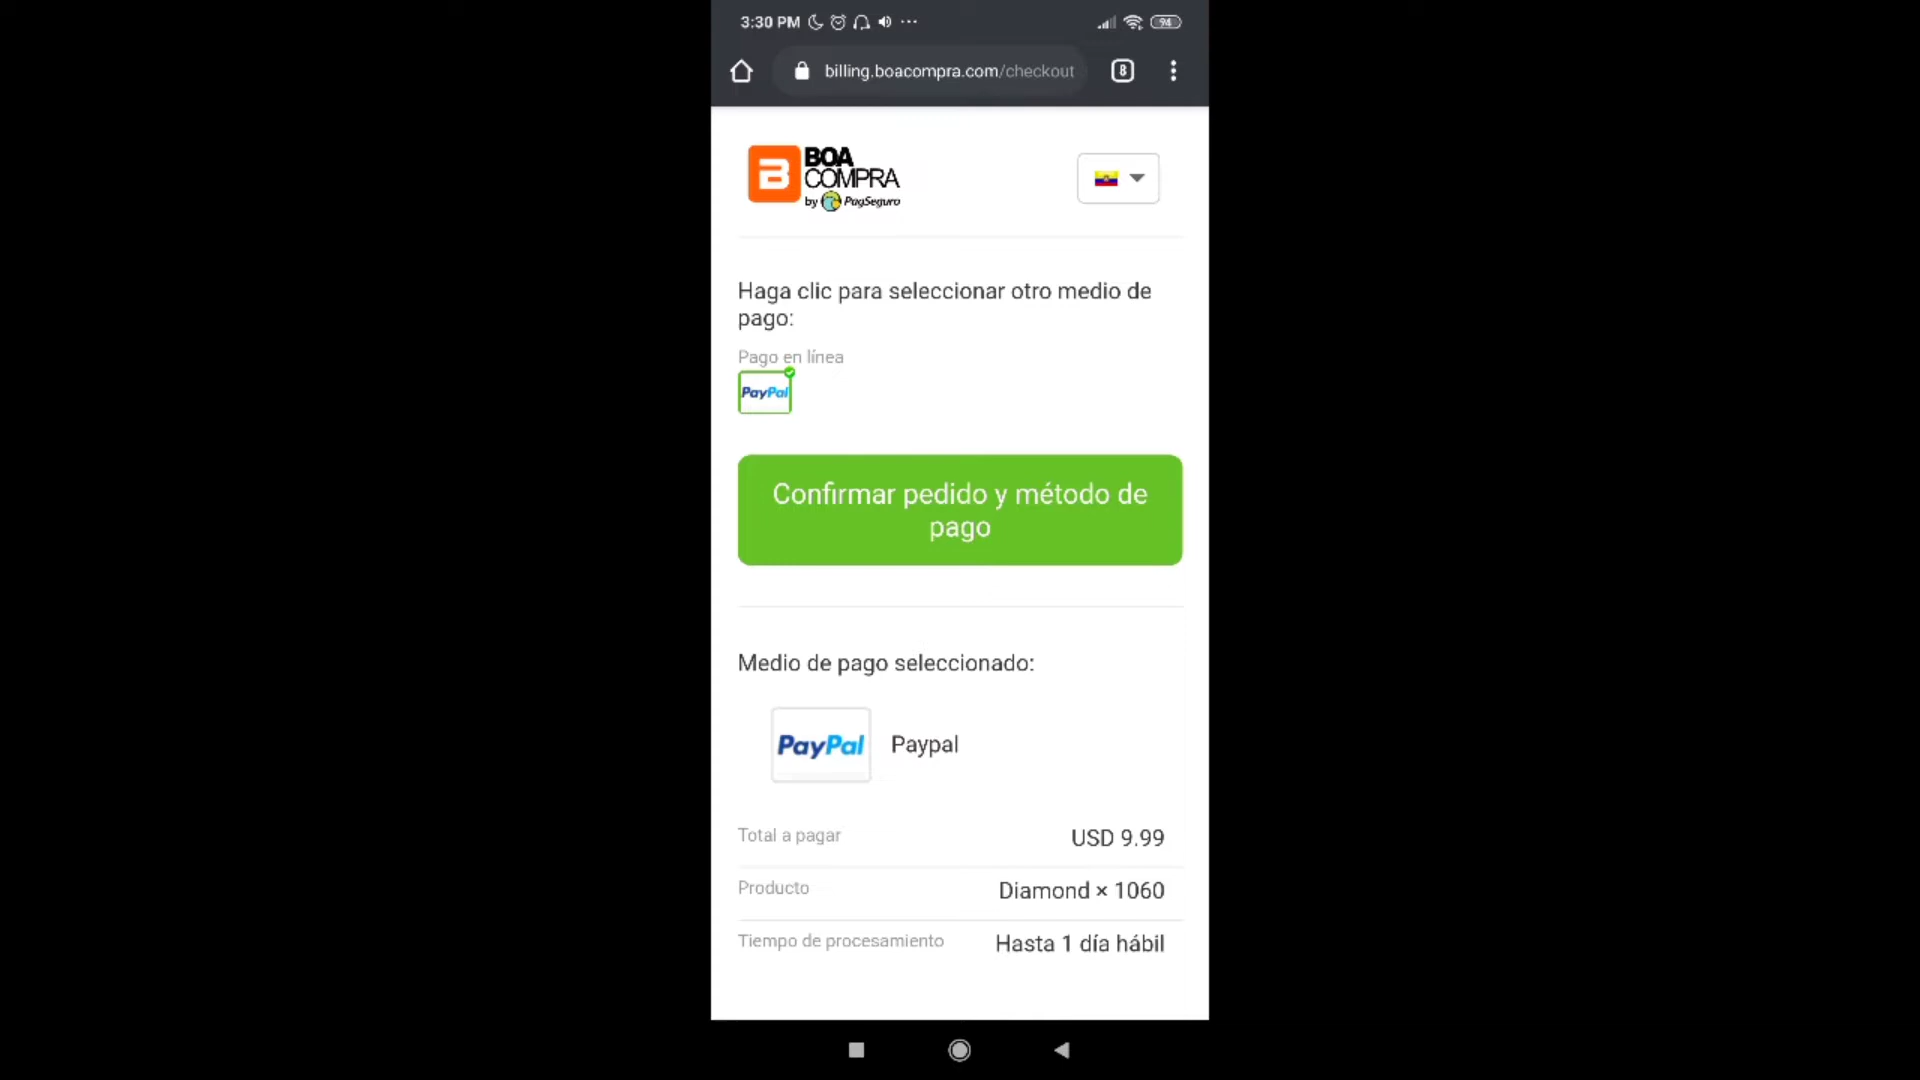 3:30 PM
94
billing.boacompra.com/checkout
8
B BOA
COMPRA
by PagSeguro
Haga clic para seleccionar otro medio de
pago:
Pago en línea
PayPal
Confirmar pedido y método de
pago
Medio de pago seleccionado:
PayPal Paypal
Total a pagar USD 9.99
Producto Diamond × 1060
Tiempo de procesamiento Hasta 1 día hábil